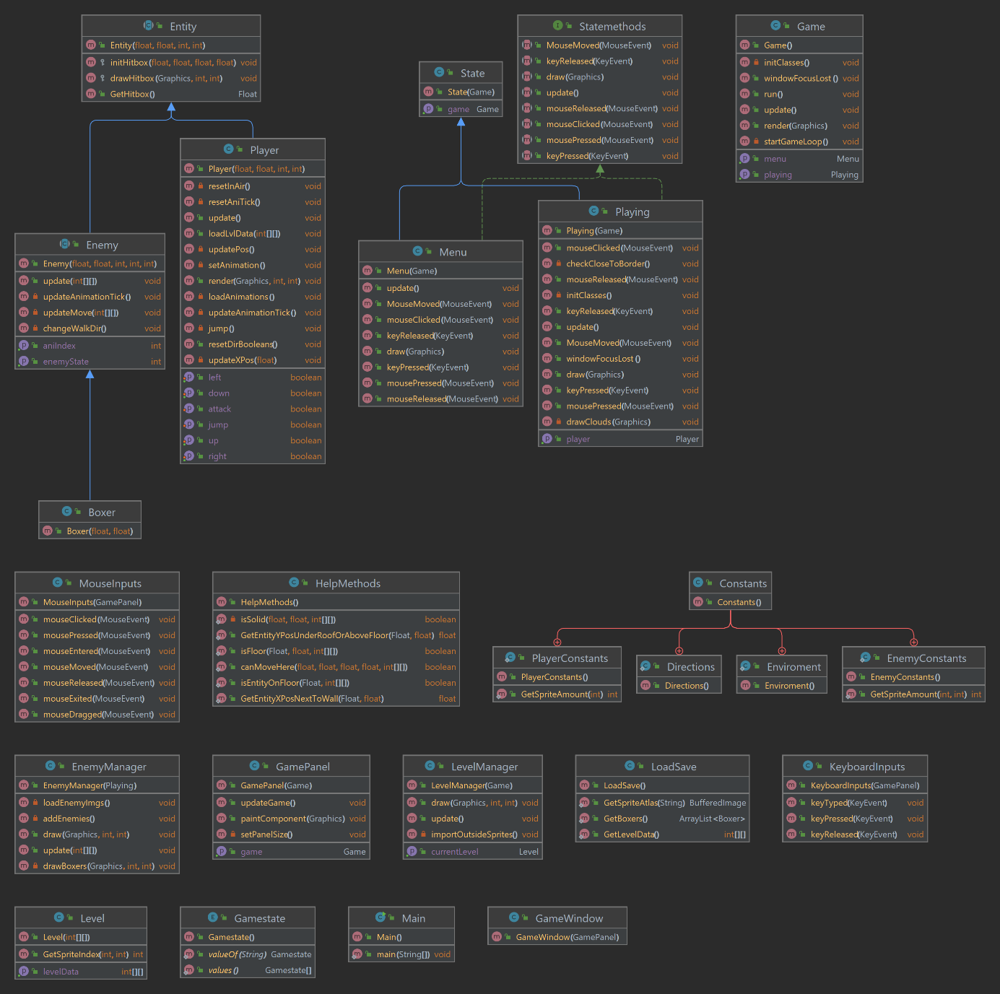 Entity
Entity(float, float, int, int)
initHitbox(float, float, float, float) void
drawHitbox(Graphics, int, int) void
GetHitbox() Float
State
State(Game)
game Game
Statemethods
MouseMoved(MouseEvent) void
keyReleased(KeyEvent) void
draw(Graphics) void
update() void
mouseReleased(MouseEvent) void
mouseClicked(MouseEvent) void
mousePressed(MouseEvent) void
keyPressed(KeyEvent) void
Game
Game()
initClasses() void
windowFocusLost () void
run() void
update() void
render(Graphics) void
startGameLoop() void
menu Menu
playing Playing
Player
Player(float, float, int, int)
resetInAir() void
resetAniTick() void
update() void
loadLvlData(int[][]) void
updatePos() void
setAnimation() void
render(Graphics, int, int) void
loadAnimations() void
updateAnimationTick() void
jump() void
resetDirBooleans() void
updateXPos(float) void
left boolean
down boolean
attack boolean
jump boolean
up boolean
right boolean
Enemy
Enemy(float, float, int, int, int)
update(int[][]) void
updateAnimationTick() void
updateMove(int[][]) void
changeWalkDir() void
aniIndex int
enemyState int
Menu
Menu(Game)
update() void
MouseMoved(MouseEvent) void
mouseClicked(MouseEvent) void
keyReleased(KeyEvent) void
draw(Graphics) void
keyPressed(KeyEvent) void
mousePressed(MouseEvent) void
mouseReleased(MouseEvent) void
Playing
Playing(Game)
mouseClicked(MouseEvent) void
checkCloseToBorder() void
mouseReleased(MouseEvent) void
initClasses() void
keyReleased(KeyEvent) void
update() void
MouseMoved(MouseEvent) void
windowFocusLost () void
draw(Graphics) void
keyPressed(KeyEvent) void
mousePressed(MouseEvent) void
drawClouds(Graphics) void
player Player
Boxer
Boxer(float, float)
MouseInputs
MouseInputs(GamePanel)
mouseClicked(MouseEvent) void
mousePressed(MouseEvent) void
mouseEntered(MouseEvent) void
mouseMoved(MouseEvent) void
mouseReleased(MouseEvent) void
mouseExited(MouseEvent) void
mouseDragged(MouseEvent) void
HelpMethods
HelpMethods()
isSolid(float, float, int[][]) boolean
GetEntityYPosUnderRoofOrAboveFloor(Float, float) float
isFloor(Float, float, int[][]) boolean
canMoveHere(float, float, float, float, int[][]) boolean
isEntityOnFloor(Float, int[][]) boolean
GetEntityXPosNextToWall(Float, float) float
Constants
Constants()
PlayerConstants
PlayerConstants()
GetSpriteAmount(int) int
Directions
Directions()
Enviroment
Enviroment()
EnemyConstants
EnemyConstants()
GetSpriteAmount(int, int) int
EnemyManager
EnemyManager(Playing)
loadEnemyImgs() void
addEnemies() void
draw(Graphics, int, int) void
update(int[][]) void
drawBoxers(Graphics, int, int) void
GamePanel
GamePanel(Game)
updateGame() void
paintComponent(Graphics) void
setPanelSize() void
game Game
LevelManager
LevelManager(Game)
draw(Graphics, int, int) void
update() void
importOutsideSprites() void
currentLevel Level
LoadSave
LoadSave()
GetSpriteAtlas(String) BufferedImage
GetBoxers() ArrayList<Boxer>
GetLevelData() int[][]
KeyboardInputs
KeyboardInputs(GamePanel)
keyTyped(KeyEvent) void
keyPressed(KeyEvent) void
keyReleased(KeyEvent) void
Level
Level(int[][])
GetSpriteIndex(int, int) int
levelData int[][]
Gamestate
Gamestate()
valueOf(String) Gamestate
values () Gamestate[]
Main
Main()
main(String[]) void
GameWindow
GameWindow(GamePanel)